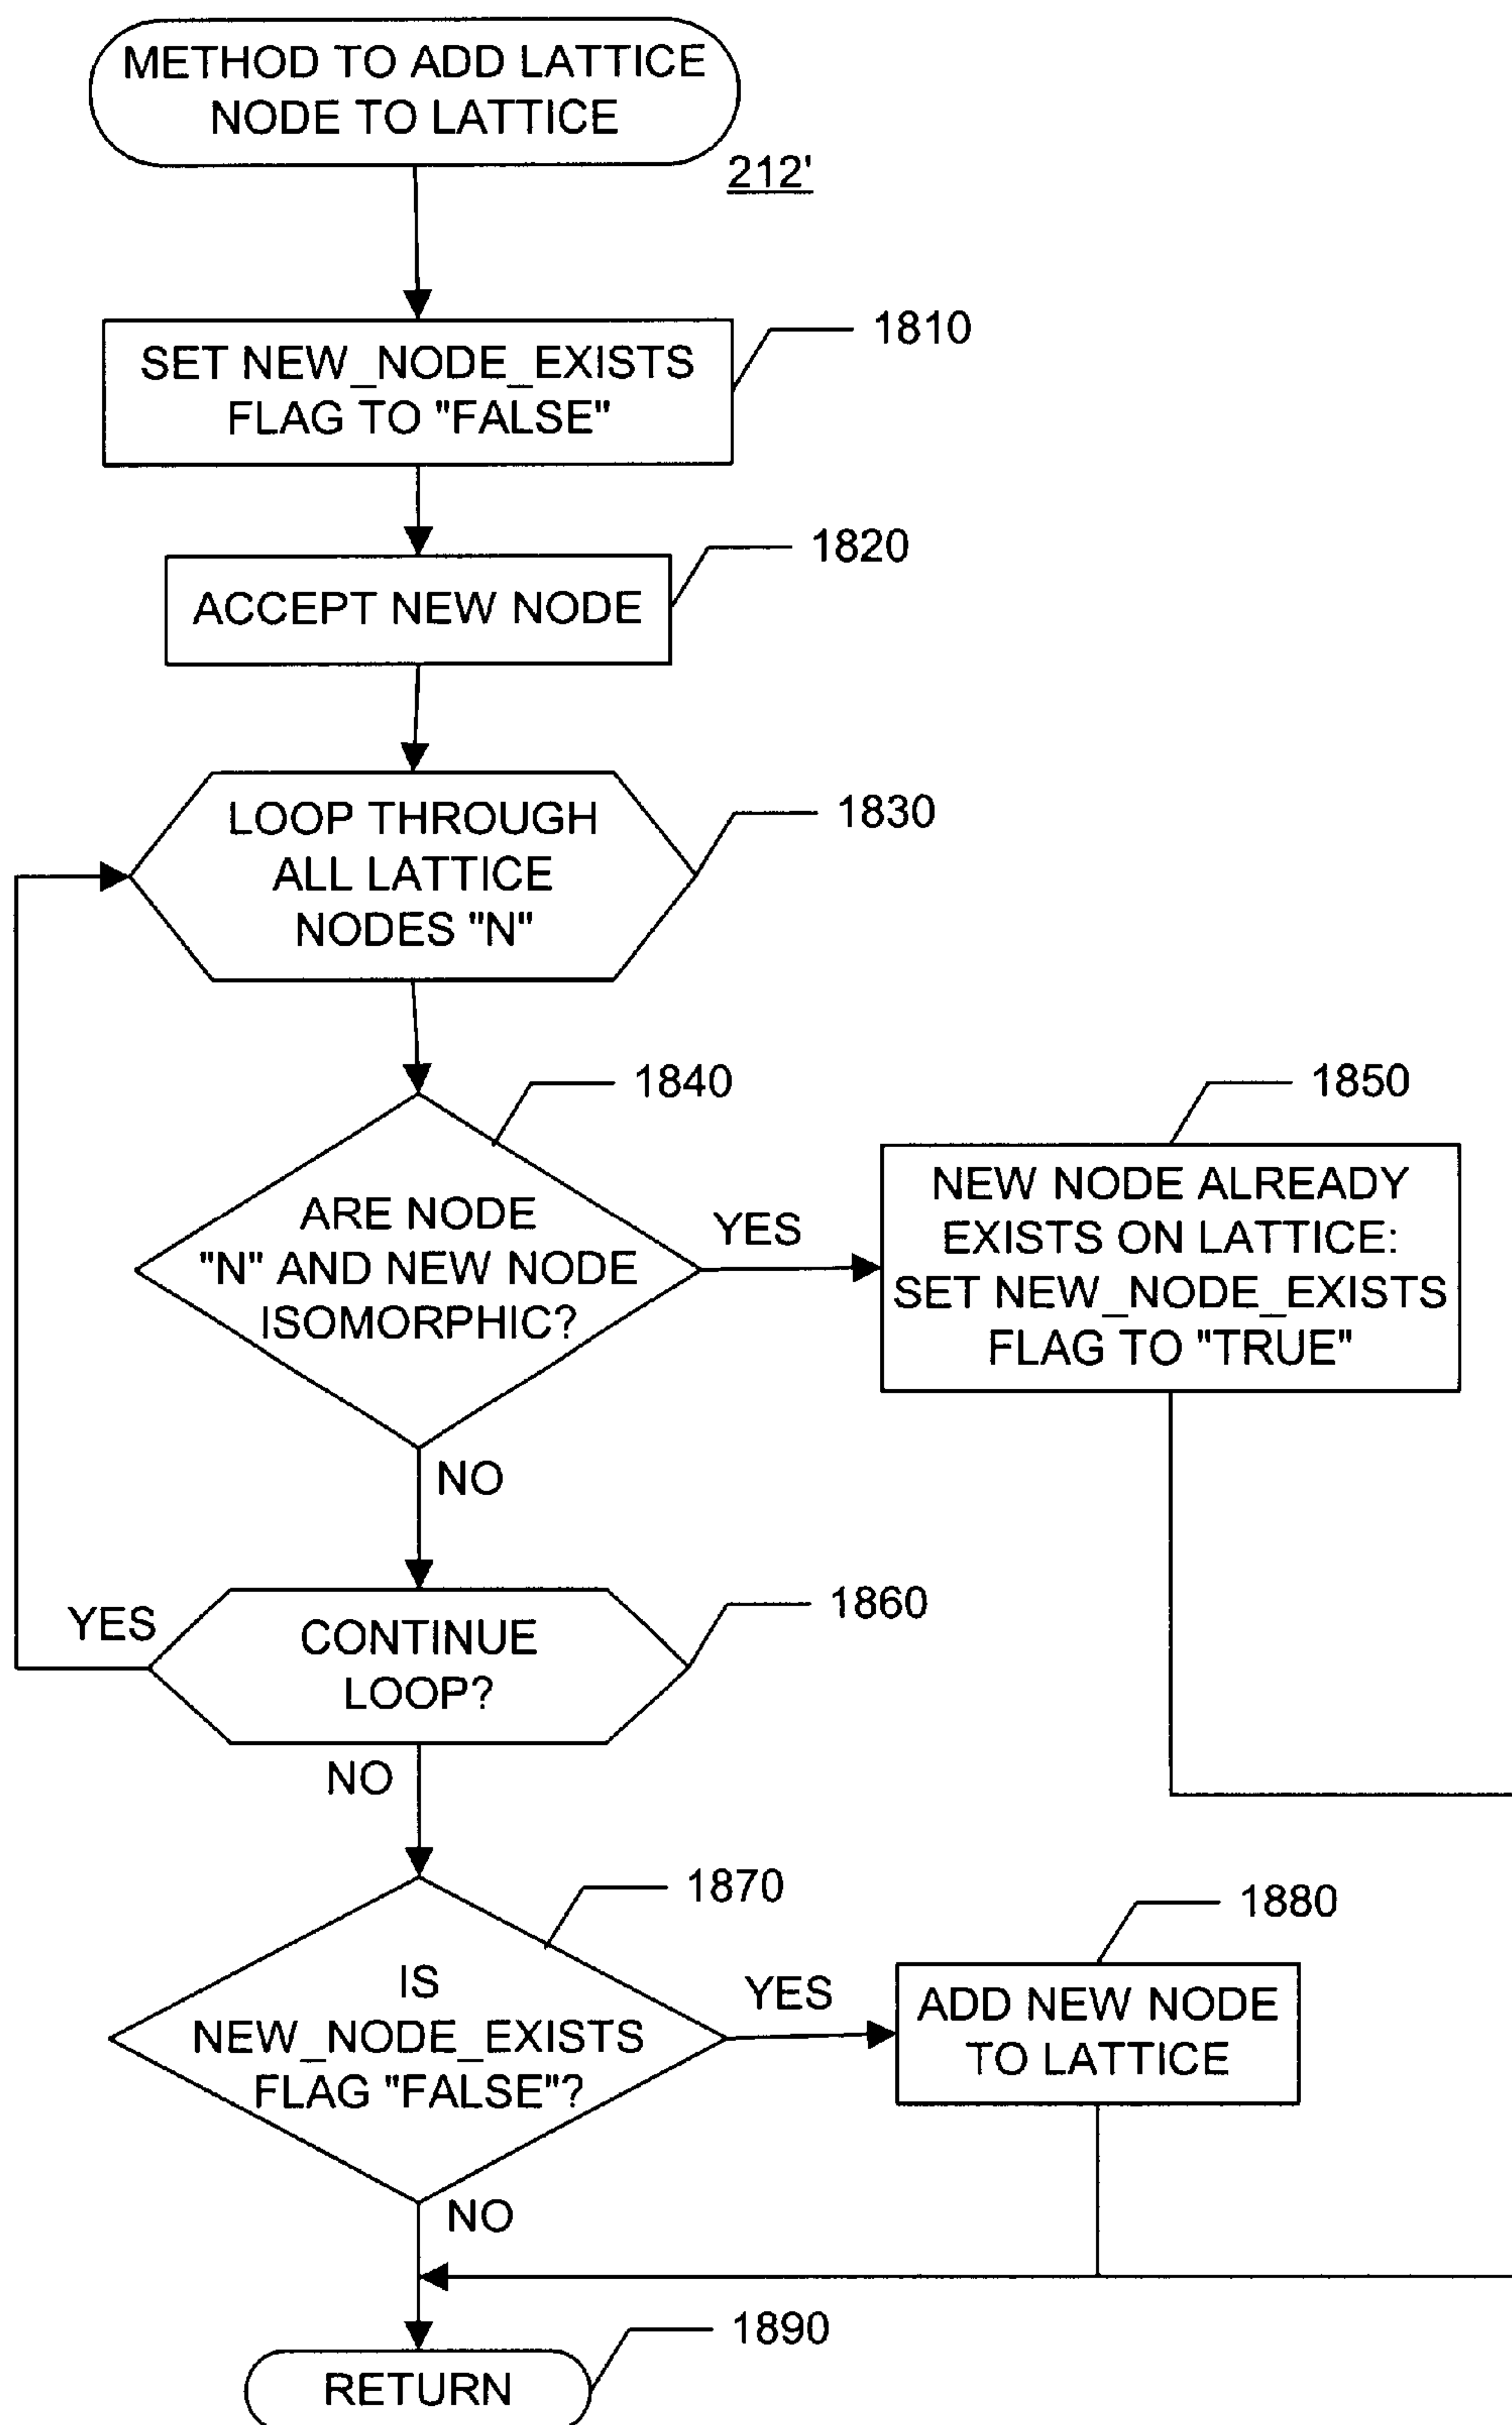 METHOD TO ADD LATTICE
NODE TO LATTICE
212'
1810
SET NEW_NODE_EXISTS
FLAG TO "FALSE"
1820
ACCEPT NEW NODE
1830
LOOP THROUGH
ALL LATTICE
NODES "N"
1840
ARE NODE
"N" AND NEW NODE
ISOMORPHIC?
YES
1850
NEW NODE ALREADY
EXISTS ON LATTICE:
SET NEW_NODE_EXISTS
FLAG TO "TRUE"
NO
1860
YES
CONTINUE
LOOP?
NO
1870
IS
NEW_NODE_EXISTS
FLAG "FALSE"?
YES
1880
ADD NEW NODE
TO LATTICE
NO
1890
RETURN